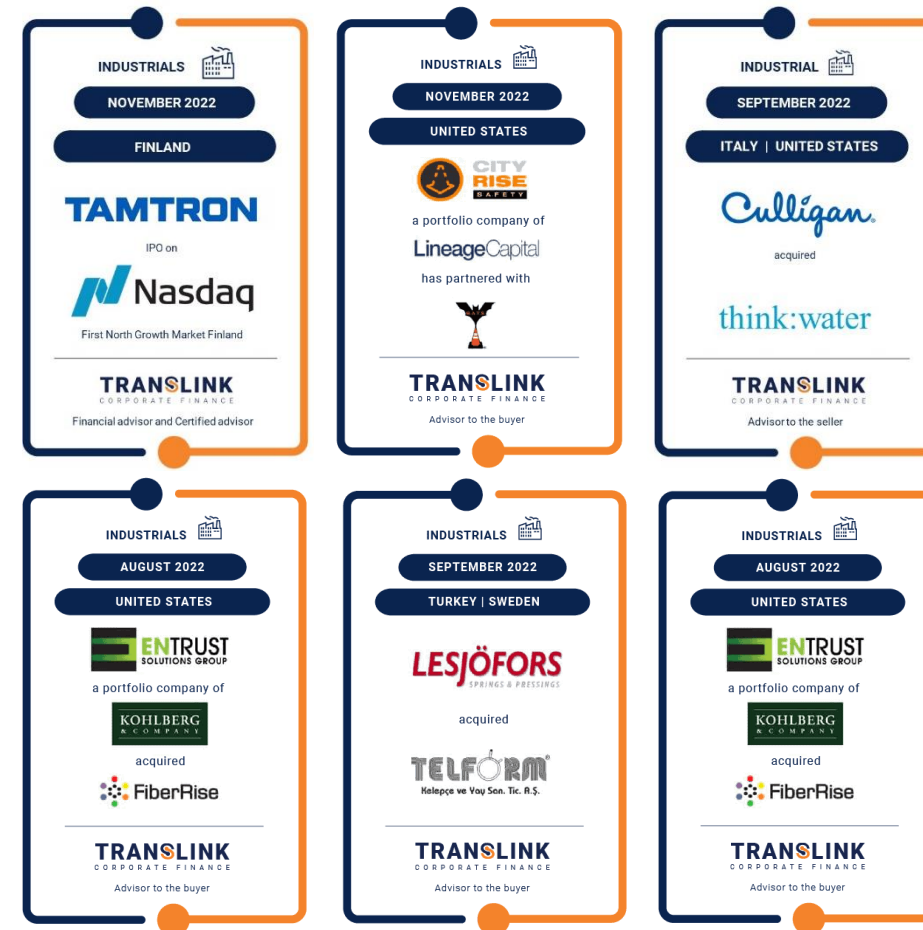 INDUSTRIALS
NOVEMBER 2022
FINLAND
TAMTRON
IPO on
Nasdaq
First North Growth Market Finland
TRANSLINK
CORPORATE FINANCE
Financial advisor and Certified advisor
INDUSTRIALS
NOVEMBER 2022
UNITED STATES
CITY
RISE
SAFETY
a portfolio company of
LineageCapital
has partnered with
TRANSLINK
CORPORATE FINANCE
Advisor to the buyer
INDUSTRIAL
SEPTEMBER 2022
ITALY | UNITED STATES
Culligan.
acquired
think:water
TRANSLINK
CORPORATE FINANCE
Advisor to the seller
INDUSTRIALS
AUGUST 2022
UNITED STATES
ENTRUST
SOLUTIONS GROUP
a portfolio company of
KOHLBERG
& COMPANY
acquired
FiberRise
TRANSLINK
CORPORATE FINANCE
Advisor to the buyer
INDUSTRIALS
SEPTEMBER 2022
TURKEY | SWEDEN
LESJÖFORS
SPRINGS & PRESSINGS
acquired
TELFORM®
Kelepçe ve Yay San. Tic. A.Ş.
TRANSLINK
CORPORATE FINANCE
Advisor to the buyer
INDUSTRIALS
AUGUST 2022
UNITED STATES
ENTRUST
SOLUTIONS GROUP
a portfolio company of
KOHLBERG
& COMPANY
acquired
FiberRise
TRANSLINK
CORPORATE FINANCE
Advisor to the buyer